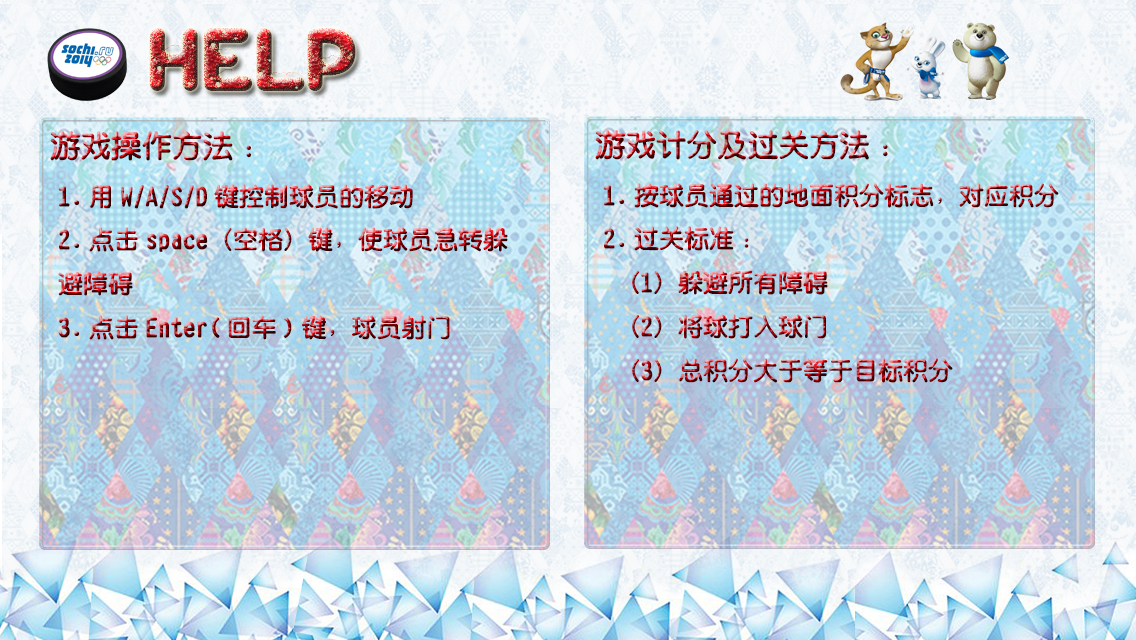 sochi.ru
2014
HELP
游戏操作方法：
1. 用 W/A/S/D 键控制球员的移动
2. 点击 space （空格） 键，使球员急转躲
避障碍
3. 点击 Enter( 回车 ) 键，球员射门
游戏计分及过关方法：
1. 按球员通过的地面积分标志，对应积分
2. 过关标准：
（1） 躲避所有障碍
（2） 将球打入球门
（3） 总积分大于等于目标积分